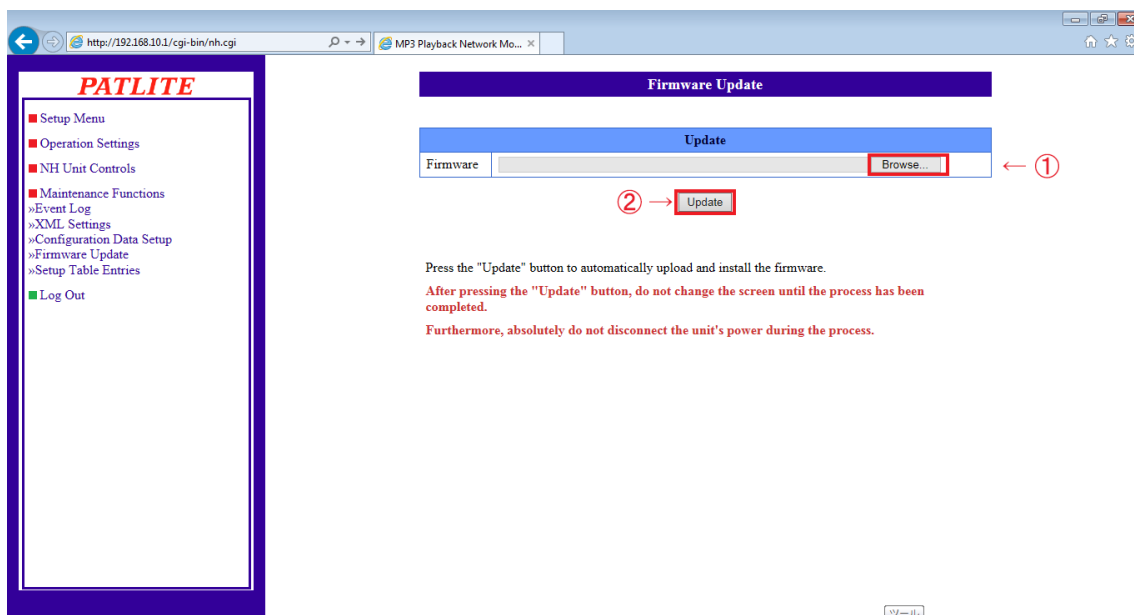 http://192.168.10.1/cgi-bin/nh.cgi
MP3 Playback Network Mo...
PATLITE
Setup Menu
Operation Settings
NH Unit Controls
Maintenance Functions
»Event Log
»XML Settings
»Configuration Data Setup
»Firmware Update
»Setup Table Entries
Log Out
Firmware Update
Update
Firmware
Browse...
← ①
② → Update
Press the "Update" button to automatically upload and install the firmware.
After pressing the "Update" button, do not change the screen until the process has been
completed.
Furthermore, absolutely do not disconnect the unit's power during the process.
ツール